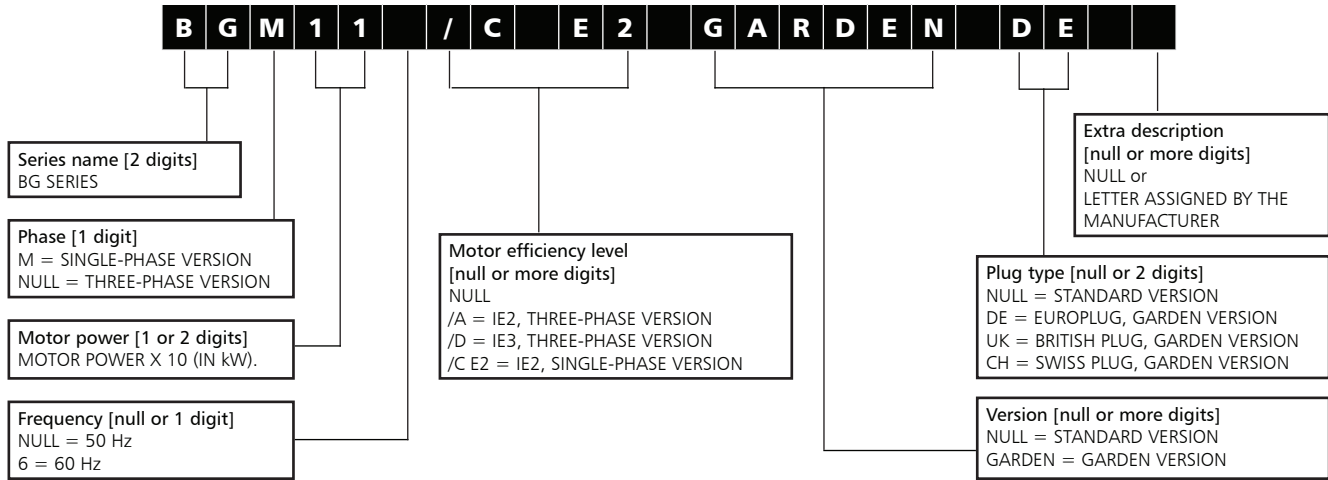 B G M 1 1 / C E 2 G A R D E N D E
Series name [2 digits]
BG SERIES
Phase [1 digit]
M = SINGLE-PHASE VERSION
NULL = THREE-PHASE VERSION
Motor power [1 or 2 digits]
MOTOR POWER X 10 (IN kW).
Frequency [null or 1 digit]
NULL = 50 Hz
6 = 60 Hz
Motor efficiency level
[null or more digits]
NULL
/A = IE2, THREE-PHASE VERSION
/D = IE3, THREE-PHASE VERSION
/C E2 = IE2, SINGLE-PHASE VERSION
Extra description
[null or more digits]
NULL or
LETTER ASSIGNED BY THE
MANUFACTURER
Plug type [null or 2 digits]
NULL = STANDARD VERSION
DE = EUROPLUG, GARDEN VERSION
UK = BRITISH PLUG, GARDEN VERSION
CH = SWISS PLUG, GARDEN VERSION
Version [null or more digits]
NULL = STANDARD VERSION
GARDEN = GARDEN VERSION